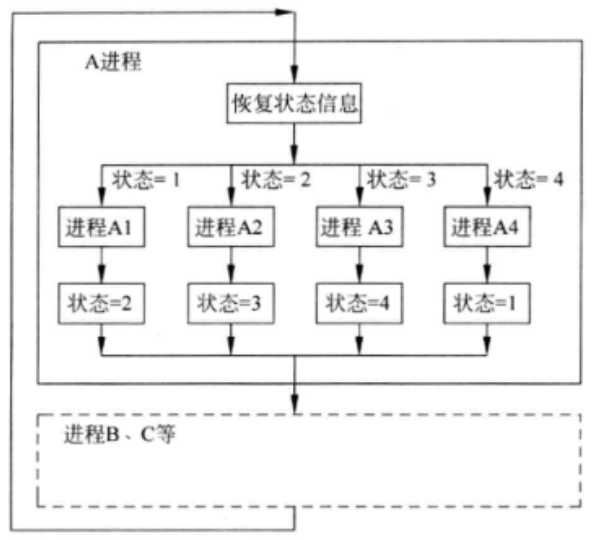 A进程
恢复状态信息
状态= 1
状态= 2
状态= 3
状态= 4
进程A1
进程A2
进程 A3
进程A4
状态=2
状态=3
状态=4
状态=1
进程B、C等